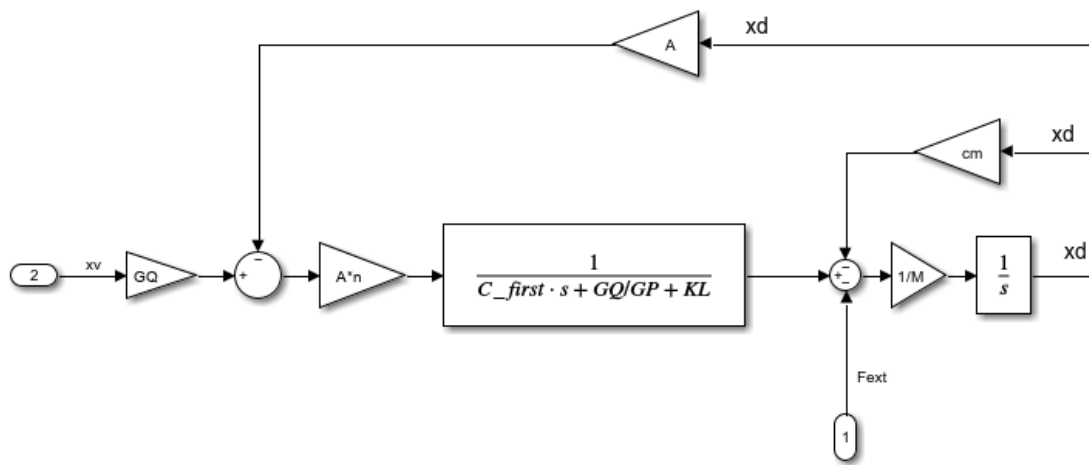 xd
A
xd
cm
2
xv
GQ
+
−
A*n
1
C_first · s + GQ/GP + KL
+
−
−
1/M
1
s
xd
Fext
1